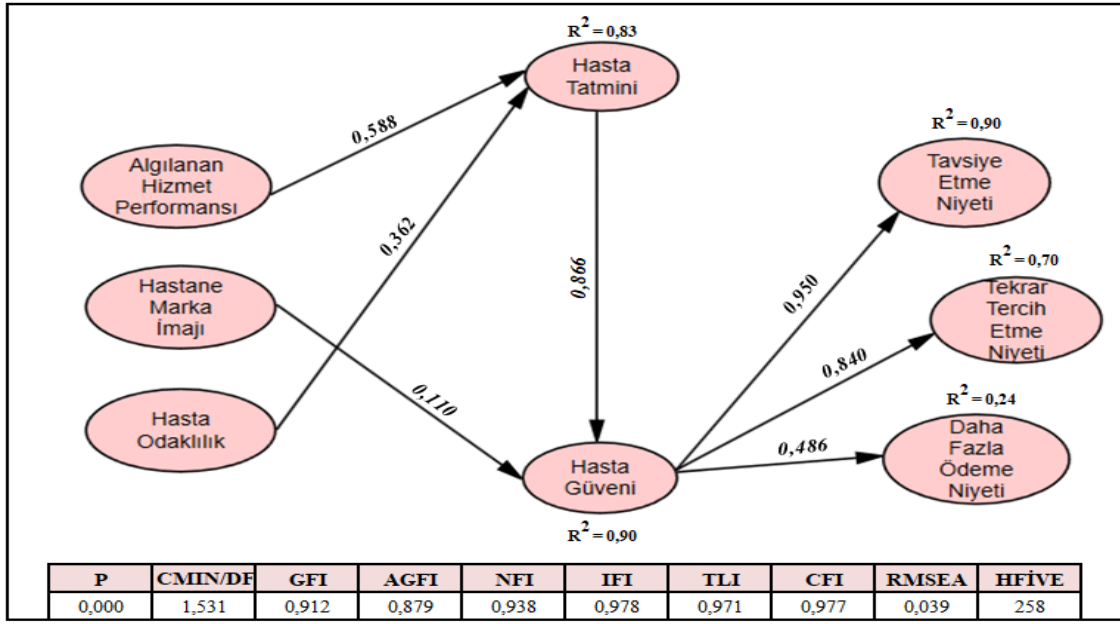 R² = 0,83
Hasta
Tatmini
0,588
Algılanan
Hizmet
Performansı
0,362
Hastane
Marka
İmajı
0,110
Hasta
Odaklılık
0,866
Hasta
Güveni
R² = 0,90
R² = 0,90
Tavsiye
Etme
Niyeti
0,950
R² = 0,70
Tekrar
Tercih
Etme
Niyeti
0,840
R² = 0,24
Daha
Fazla
Ödeme
Niyeti
0,486
P CMIN/DF GFI AGFI NFI IFI TLI CFI RMSEA HFİVE
0,000 1,531 0,912 0,879 0,938 0,978 0,971 0,977 0,039 258